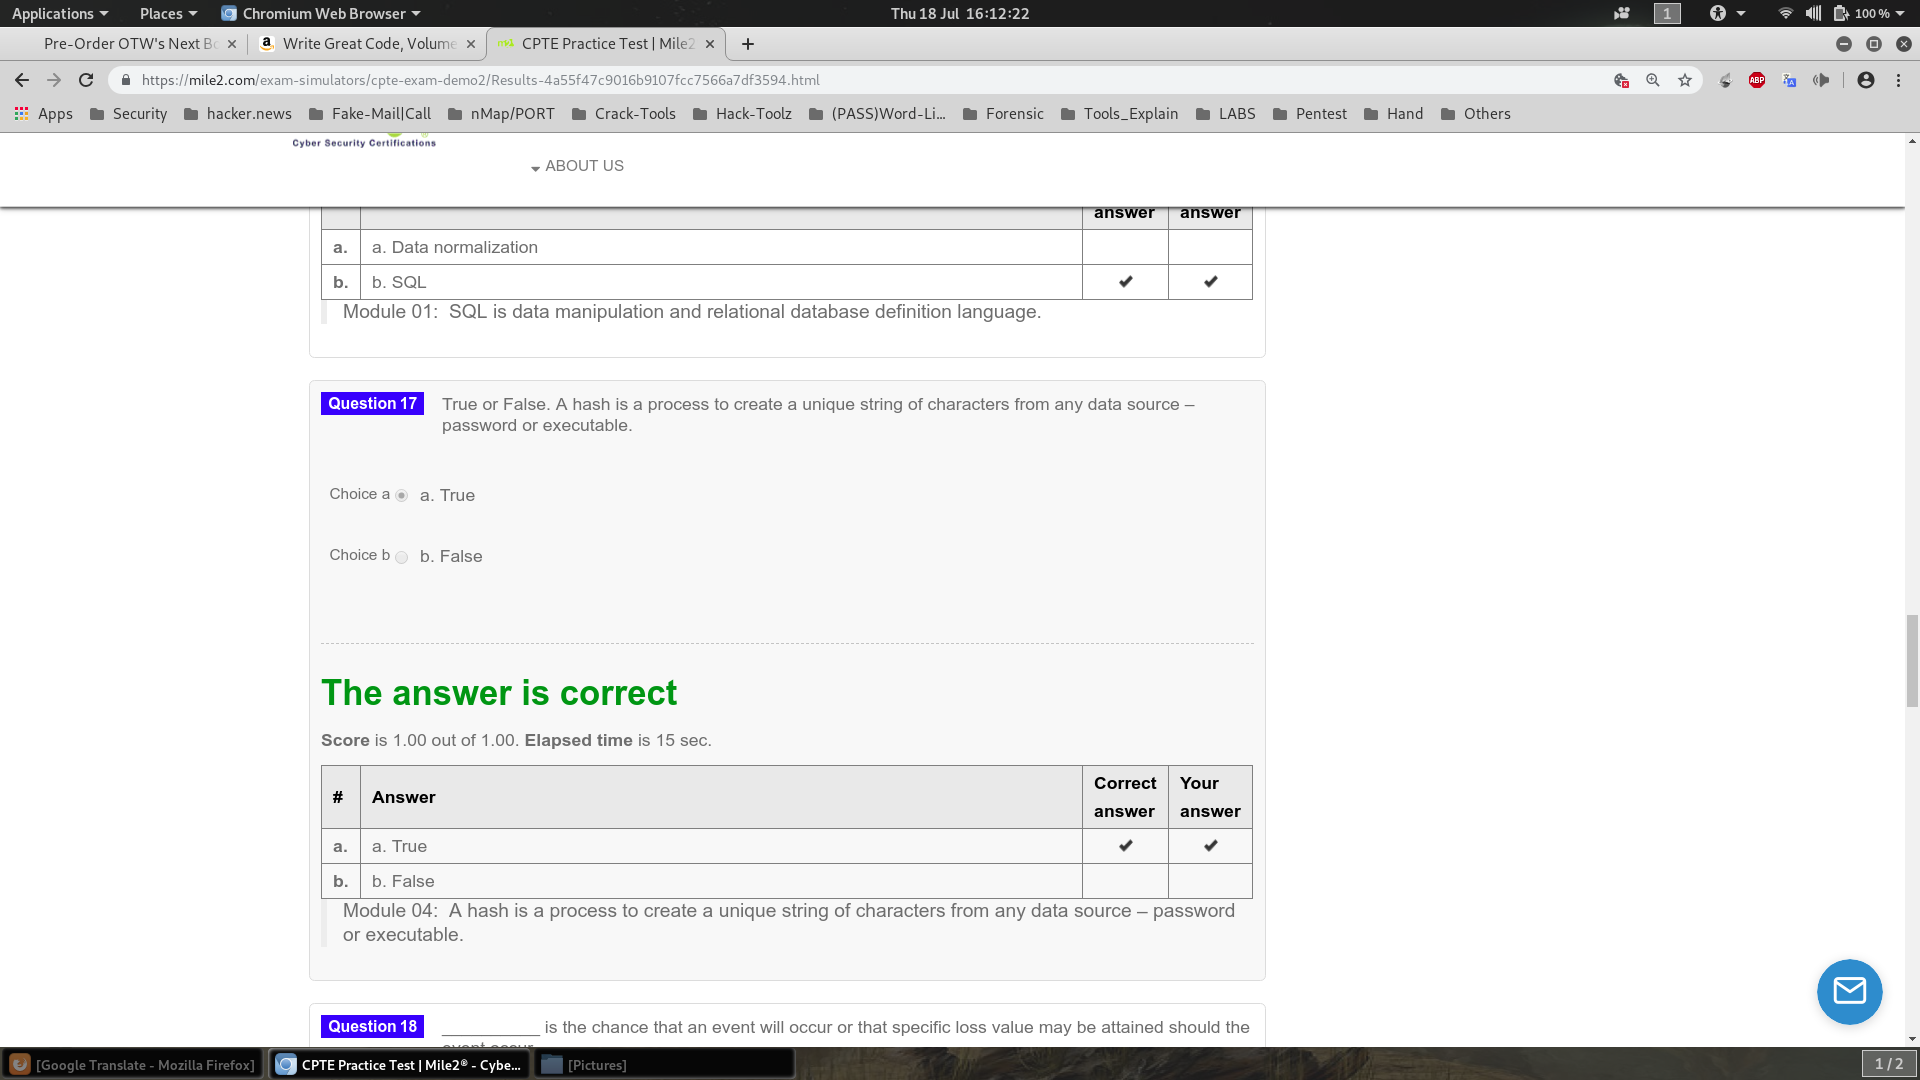 Applications Places Chromium Web Browser Thu 18 Jul 16:12:22 1 100 %
Pre-Order OTW's Next Bo Write Great Code, Volume CPTE Practice Test | Mile2
https://mile2.com/exam-simulators/cpte-exam-demo2/Results-4a55f47c9016b9107fcc7566a7df3594.html ABP
Apps Security hacker.news Fake-Mail|Call nMap/PORT Crack-Tools Hack-Toolz (PASS)Word-Li... Forensic Tools_Explain LABS Pentest Hand Others
Cyber Security Certifications
ABOUT US
answer answer
a. a. Data normalization
b. b. SQL ✔ ✔
Module 01: SQL is data manipulation and relational database definition language.
Question 17 True or False. A hash is a process to create a unique string of characters from any data source –
password or executable.
Choice a a. True
Choice b b. False
The answer is correct
Score is 1.00 out of 1.00. Elapsed time is 15 sec.
# Answer Correct answer Your answer
a. a. True ✔ ✔
b. b. False
Module 04: A hash is a process to create a unique string of characters from any data source – password
or executable.
Question 18 ___________ is the chance that an event will occur or that specific loss value may be attained should the
event occur
[Google Translate - Mozilla Firefox] CPTE Practice Test | Mile2® - Cybe... [Pictures] 1 / 2